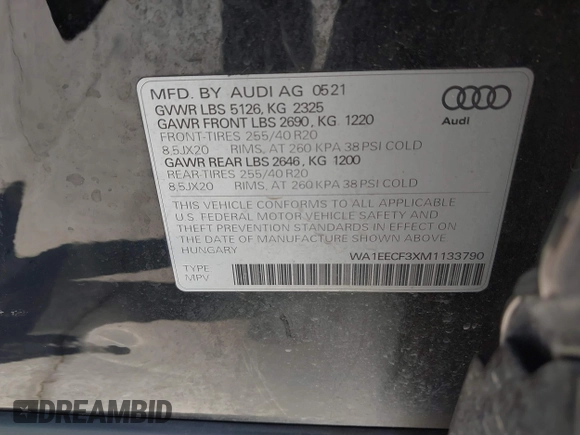 MFD. BY AUDI AG 0521
GVWR LBS 5126, KG 2325
GAWR FRONT LBS 2690, KG 1220
FRONT-TIRES 255/40 R20
8.5JX20 RIMS, AT 260 KPA 38 PSI COLD
GAWR REAR LBS 2646, KG 1200
REAR-TIRES 255/40 R20
8.5JX20 RIMS, AT 260 KPA 38 PSI COLD
THIS VEHICLE CONFORMS TO ALL APPLICABLE
U.S. FEDERAL MOTOR VEHICLE SAFETY AND
THEFT PREVENTION STANDARDS IN EFFECT ON
THE DATE OF MANUFACTURE SHOWN ABOVE
HUNGARY
WA1EECF3XM1133790
TYPE
MPV
Audi
DREAMBID